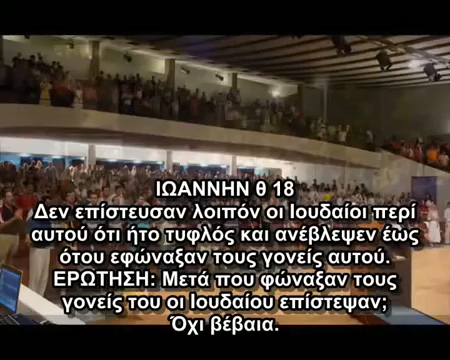 ΙΩΑΝΝΗΝ θ 18
Δεν επίστευσαν λοιπόν οι Ιουδαίοι περί
αυτού ότι ήτο τυφλός και ανέβλεψεν έως
ότου εφώναξαν τους γονείς αυτού.
ΕΡΩΤΗΣΗ: Μετά που φώναξαν τους
γονείς του οι Ιουδαίου επίστεψαν;
Όχι βέβαια.